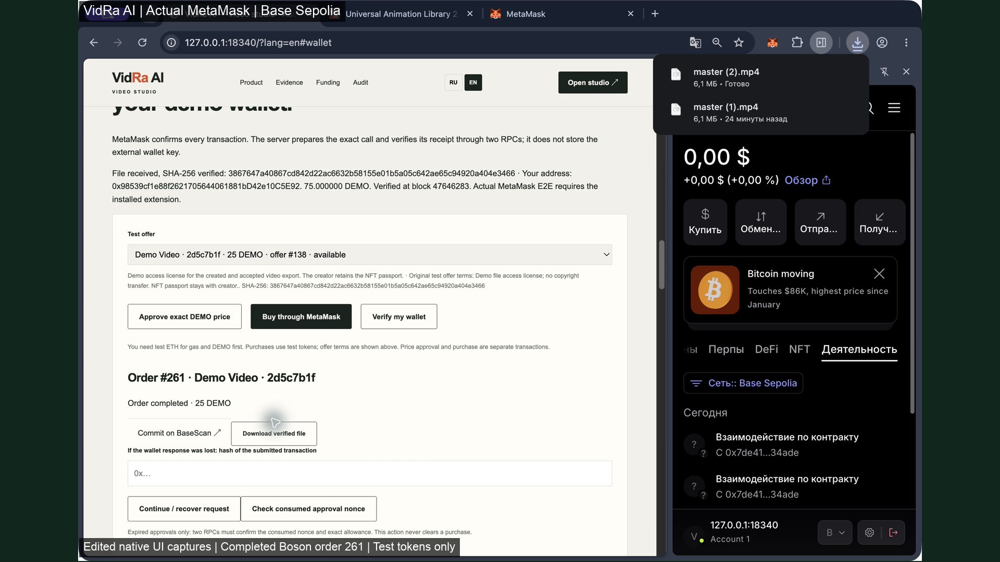 VidRa AI | Actual MetaMask | Base Sepolia
Universal Animation Library 2
MetaMask
127.0.0.1:18340/?lang=en#wallet
master (2).mp4
6,1 МБ • Готово
master (1).mp4
6,1 МБ • 24 минуты назад
VidRa AI
VIDEO STUDIO
Product
Evidence
Funding
Audit
RU
EN
Open studio ↗
your demo wallet.
MetaMask confirms every transaction. The server prepares the exact call and verifies its receipt through two RPCs; it does not store the
external wallet key.
File received, SHA-256 verified: 3867647a40867cd842d22ac6632b58155e01b5a05c642ae65c94920a404e3466 · Your address:
0x98539cf1e88f2621705644061881bD42e10C5E92. 75.000000 DEMO. Verified at block 47646283. Actual MetaMask E2E requires the
installed extension.
Test offer
Demo Video · 2d5c7b1f · 25 DEMO · offer #138 · available
Demo access license for the created and accepted video export. The creator retains the NFT passport. · Original test offer terms: Demo file access license; no copyright
transfer. NFT passport stays with creator.. SHA-256: 3867647a40867cd842d22ac6632b58155e01b5a05c642ae65c94920a404e3466
Approve exact DEMO price
Buy through MetaMask
Verify my wallet
You need test ETH for gas and DEMO first. Purchases use test tokens; offer terms are shown above. Price approval and purchase are separate transactions.
Order #261 · Demo Video · 2d5c7b1f
Order completed · 25 DEMO
Commit on BaseScan ↗
Download verified file
If the wallet response was lost: hash of the submitted transaction
0x…
Continue / recover request
Check consumed approval nonce
Expired approvals only: two RPCs must confirm the consumed nonce and exact allowance. This action never clears a purchase.
Edited native UI captures | Completed Boson order 261 | Test tokens only
0,00 $
+0,00 $ (+0,00 %) Обзор
Купить
Обмен...
Отпра...
Получ...
Bitcoin moving
Touches $86K, highest price since
January
ны
Перпы
DeFi
NFT
Деятельность
Сеть:: Base Sepolia
Сегодня
? ?
Взаимодействие по контракту
С 0x7de41...34ade
? ?
Взаимодействие по контракту
С 0x7de41...34ade
V
127.0.0.1:18340
Account 1
B